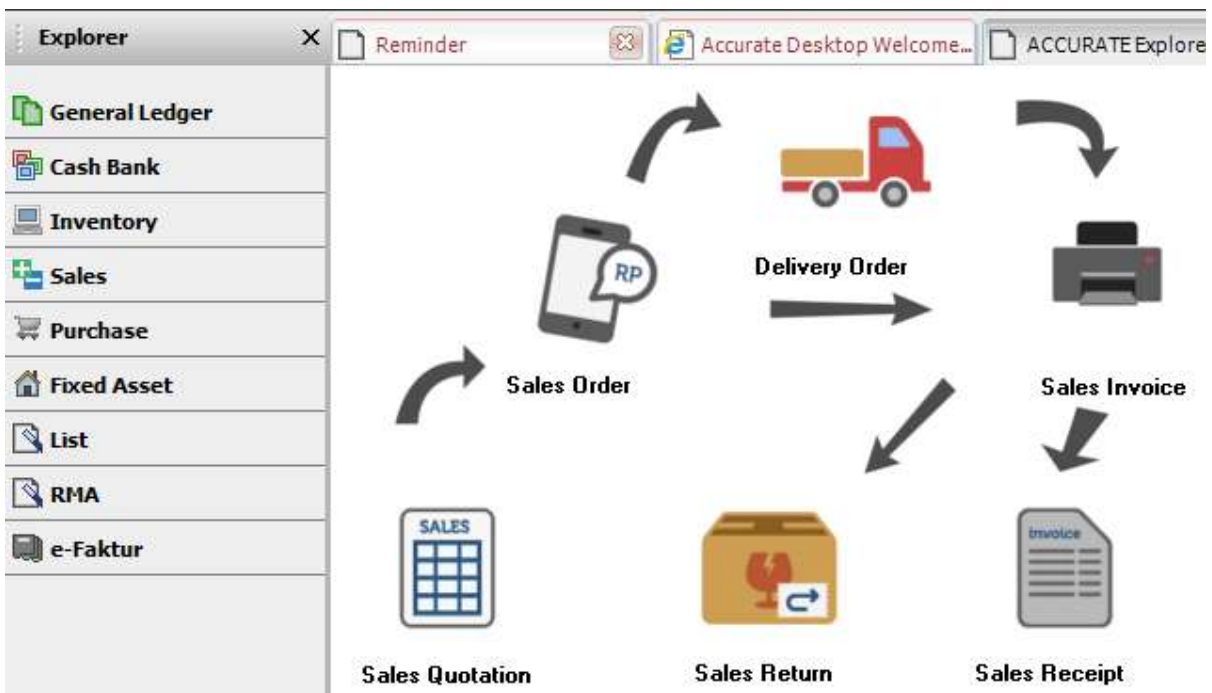 Explorer
Reminder
Accurate Desktop Welcome...
ACCURATE Explore
General Ledger
Cash Bank
Inventory
Sales
Purchase
Fixed Asset
List
RMA
e-Faktur
RP
Delivery Order
Sales Order
Sales Invoice
SALES
invoice
Sales Quotation
Sales Return
Sales Receipt